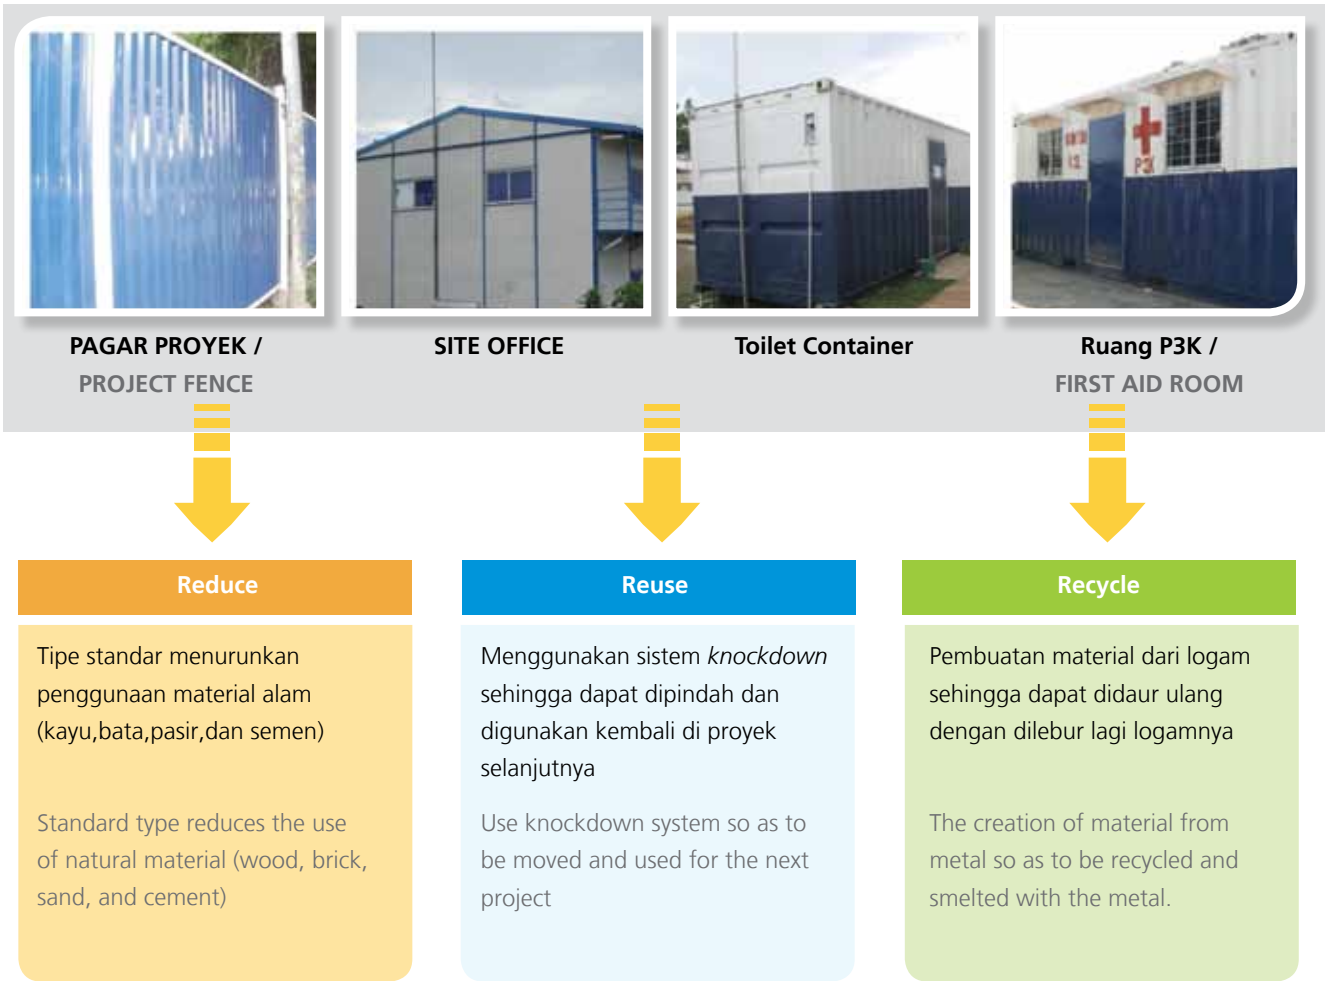 P3K
PAGAR PROYEK /
PROJECT FENCE
SITE OFFICE
Toilet Container
Ruang P3K /
FIRST AID ROOM
Reduce
Tipe standar menurunkan
penggunaan material alam
(kayu,bata,pasir,dan semen)
Standard type reduces the use
of natural material (wood, brick,
sand, and cement)
Reuse
Menggunakan sistem knockdown
sehingga dapat dipindah dan
digunakan kembali di proyek
selanjutnya
Use knockdown system so as to
be moved and used for the next
project
Recycle
Pembuatan material dari logam
sehingga dapat didaur ulang
dengan dilebur lagi logamnya
The creation of material from
metal so as to be recycled and
smelted with the metal.